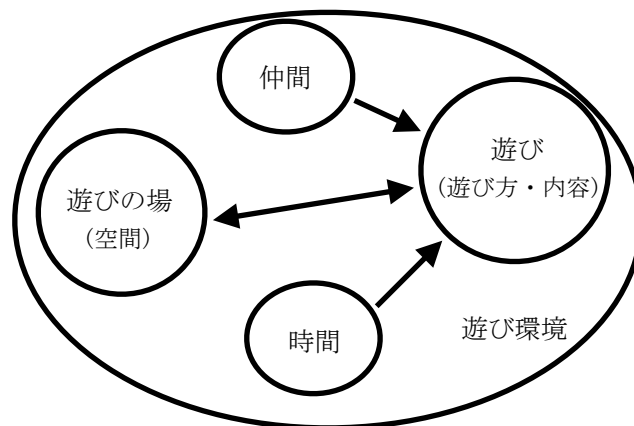 仲間
遊び
(遊び方・内容)
遊びの場
(空間)
時間
遊び環境